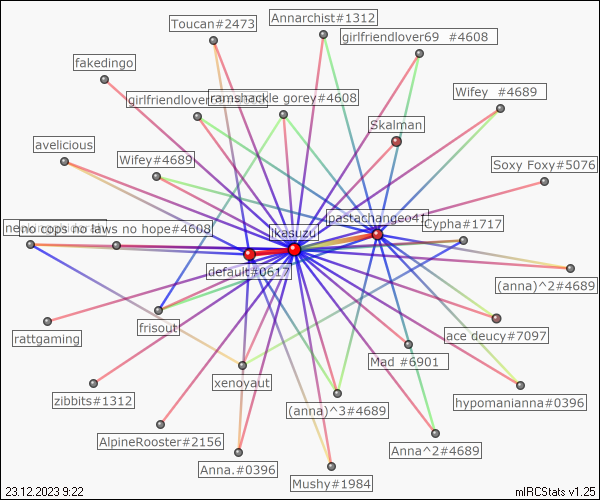 Annarchist#1312
Toucan#2473
girlfriendlover69 #4608
fakedingo
girlfriendlover
ramshackle gorey#4608
Wifey #4689
Skalman
avelicious
Wifey#4689
Soxy Foxy#5076
pastachangeo41
no cops no laws no hope#4608
ikasuzu
Cypha#1717
default#0617
(anna)^2#4689
frisout
rattgaming
ace deucy#7097
Mad #6901
xenoyaut
zibbits#1312
(anna)^3#4689
hypomanianna#0396
AlpineRooster#2156
Anna^2#4689
Anna.#0396
Mushy#1984
23.12.2023 9:22
mIRCStats v1.25